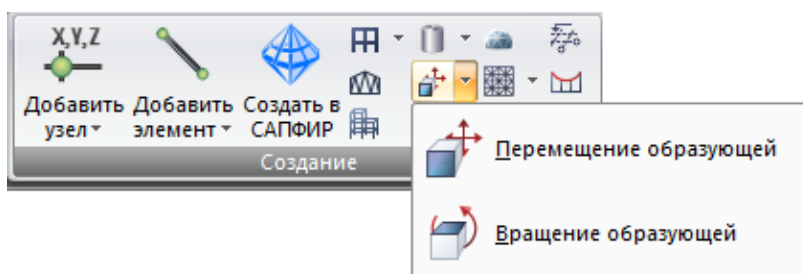 X,Y,Z
Добавить Добавить Создать в
узел элемент САПФИР
Создание
Перемещение образующей
Вращение образующей